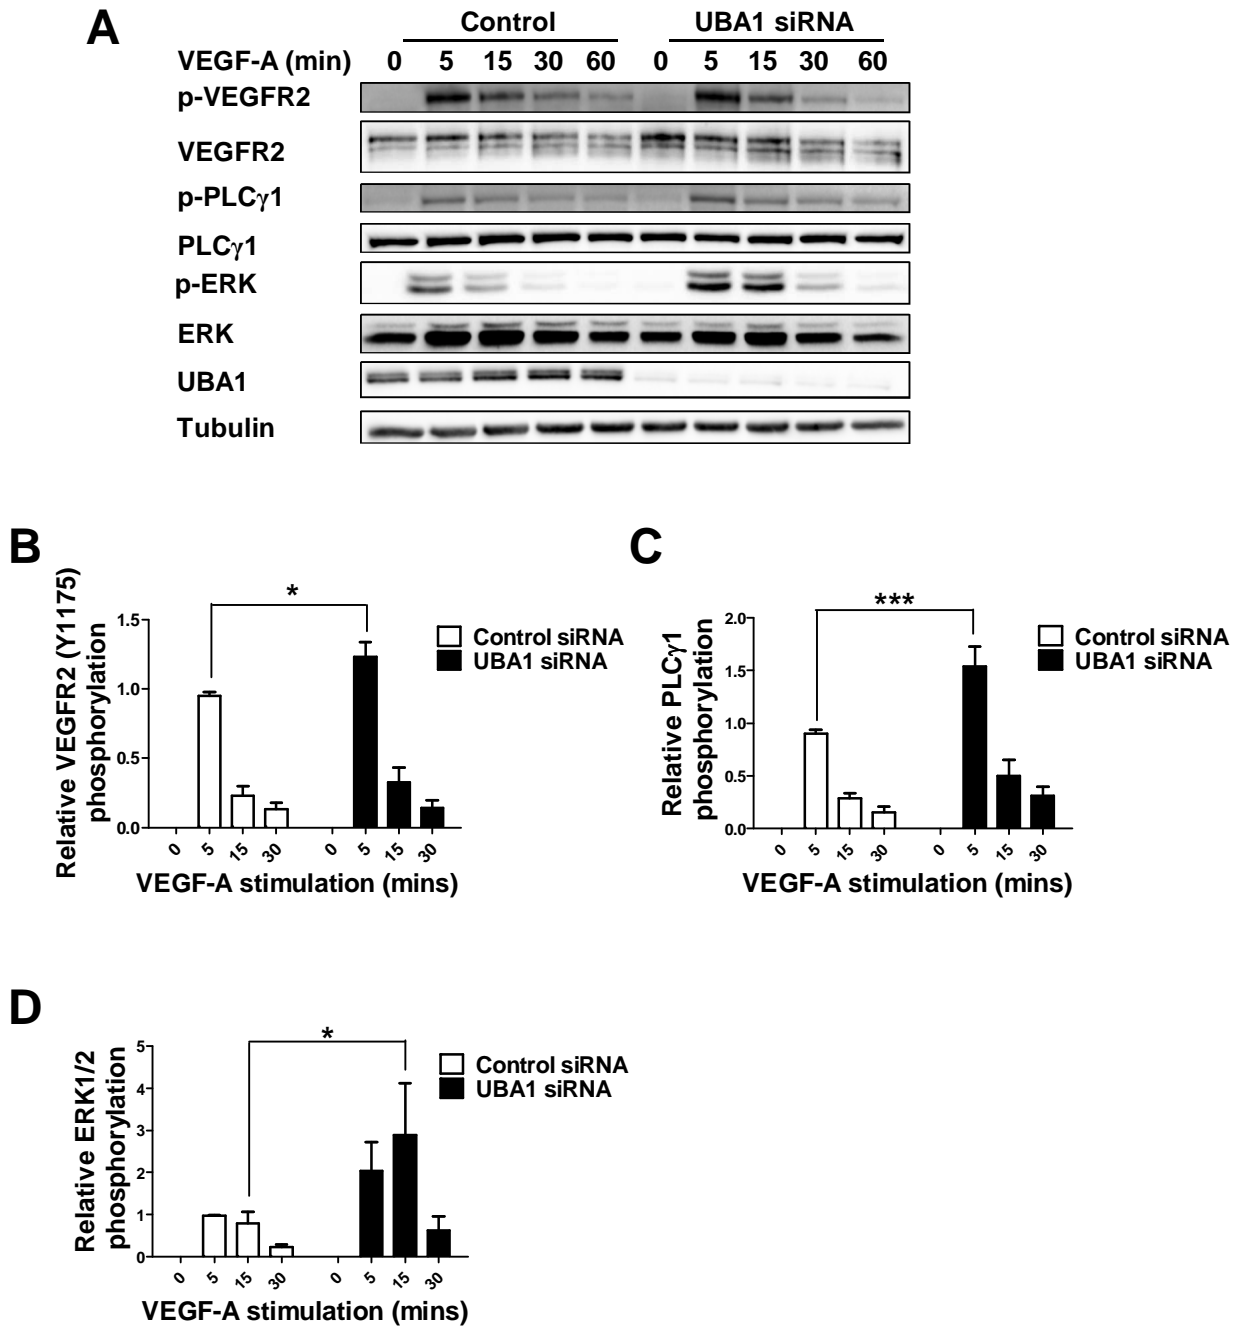 A
Control UBA1 siRNA
VEGF-A (min) 0 5 15 30 60 0 5 15 30 60
p-VEGFR2
VEGFR2
p-PLCγ1
PLCγ1
p-ERK
ERK
UBA1
Tubulin
B
Relative VEGFR2 (Y1175)
phosphorylation
1.5
1.0
0.5
0.0
*
0 5 15 30 0 5 15 30
VEGF-A stimulation (mins)
Control siRNA
UBA1 siRNA
C
Relative PLCγ1
phosphorylation
2.0
1.5
1.0
0.5
0.0
***
0 5 15 30 0 5 15 30
VEGF-A stimulation (mins)
Control siRNA
UBA1 siRNA
D
Relative ERK1/2
phosphorylation
5
4
3
2
1
0
*
0 5 15 30 0 5 15 30
VEGF-A stimulation (mins)
Control siRNA
UBA1 siRNA